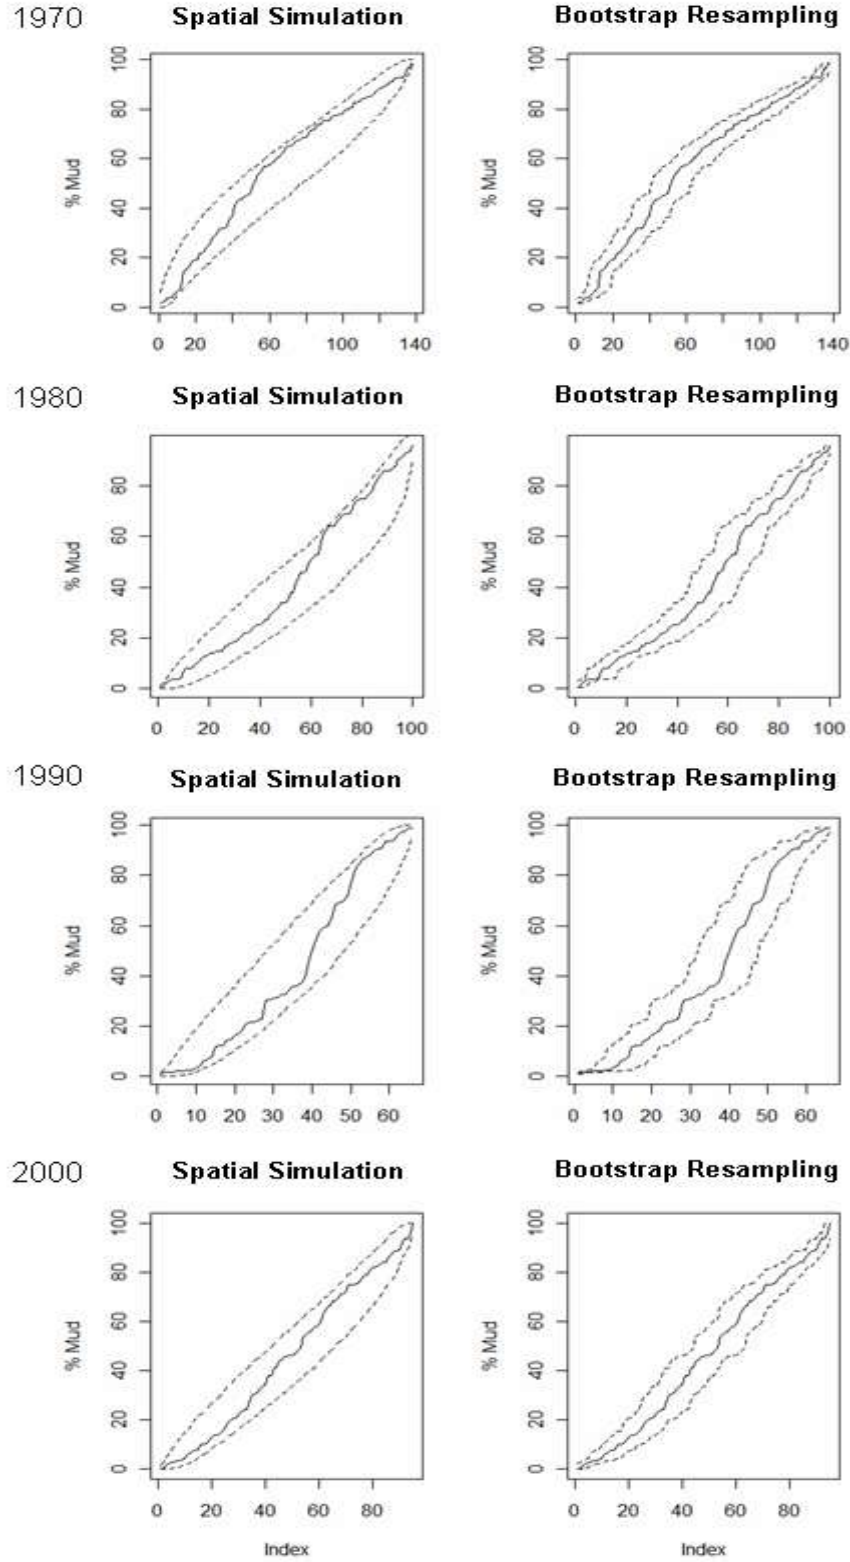 1970 Spatial Simulation Bootstrap Resampling
% Mud
0 20 40 60 80 100
0 20 60 100 140
% Mud
0 20 40 60 80 100
0 20 60 100 140
1980 Spatial Simulation Bootstrap Resampling
% Mud
0 20 40 60 80
0 20 40 60 80 100
% Mud
0 20 40 60 80
0 20 40 60 80 100
1990 Spatial Simulation Bootstrap Resampling
% Mud
0 20 40 60 80 100
0 10 20 30 40 50 60
% Mud
0 20 40 60 80 100
0 10 20 30 40 50 60
2000 Spatial Simulation Bootstrap Resampling
% Mud
0 20 40 60 80 100
0 20 40 60 80
Index
% Mud
0 20 40 60 80 100
0 20 40 60 80
Index